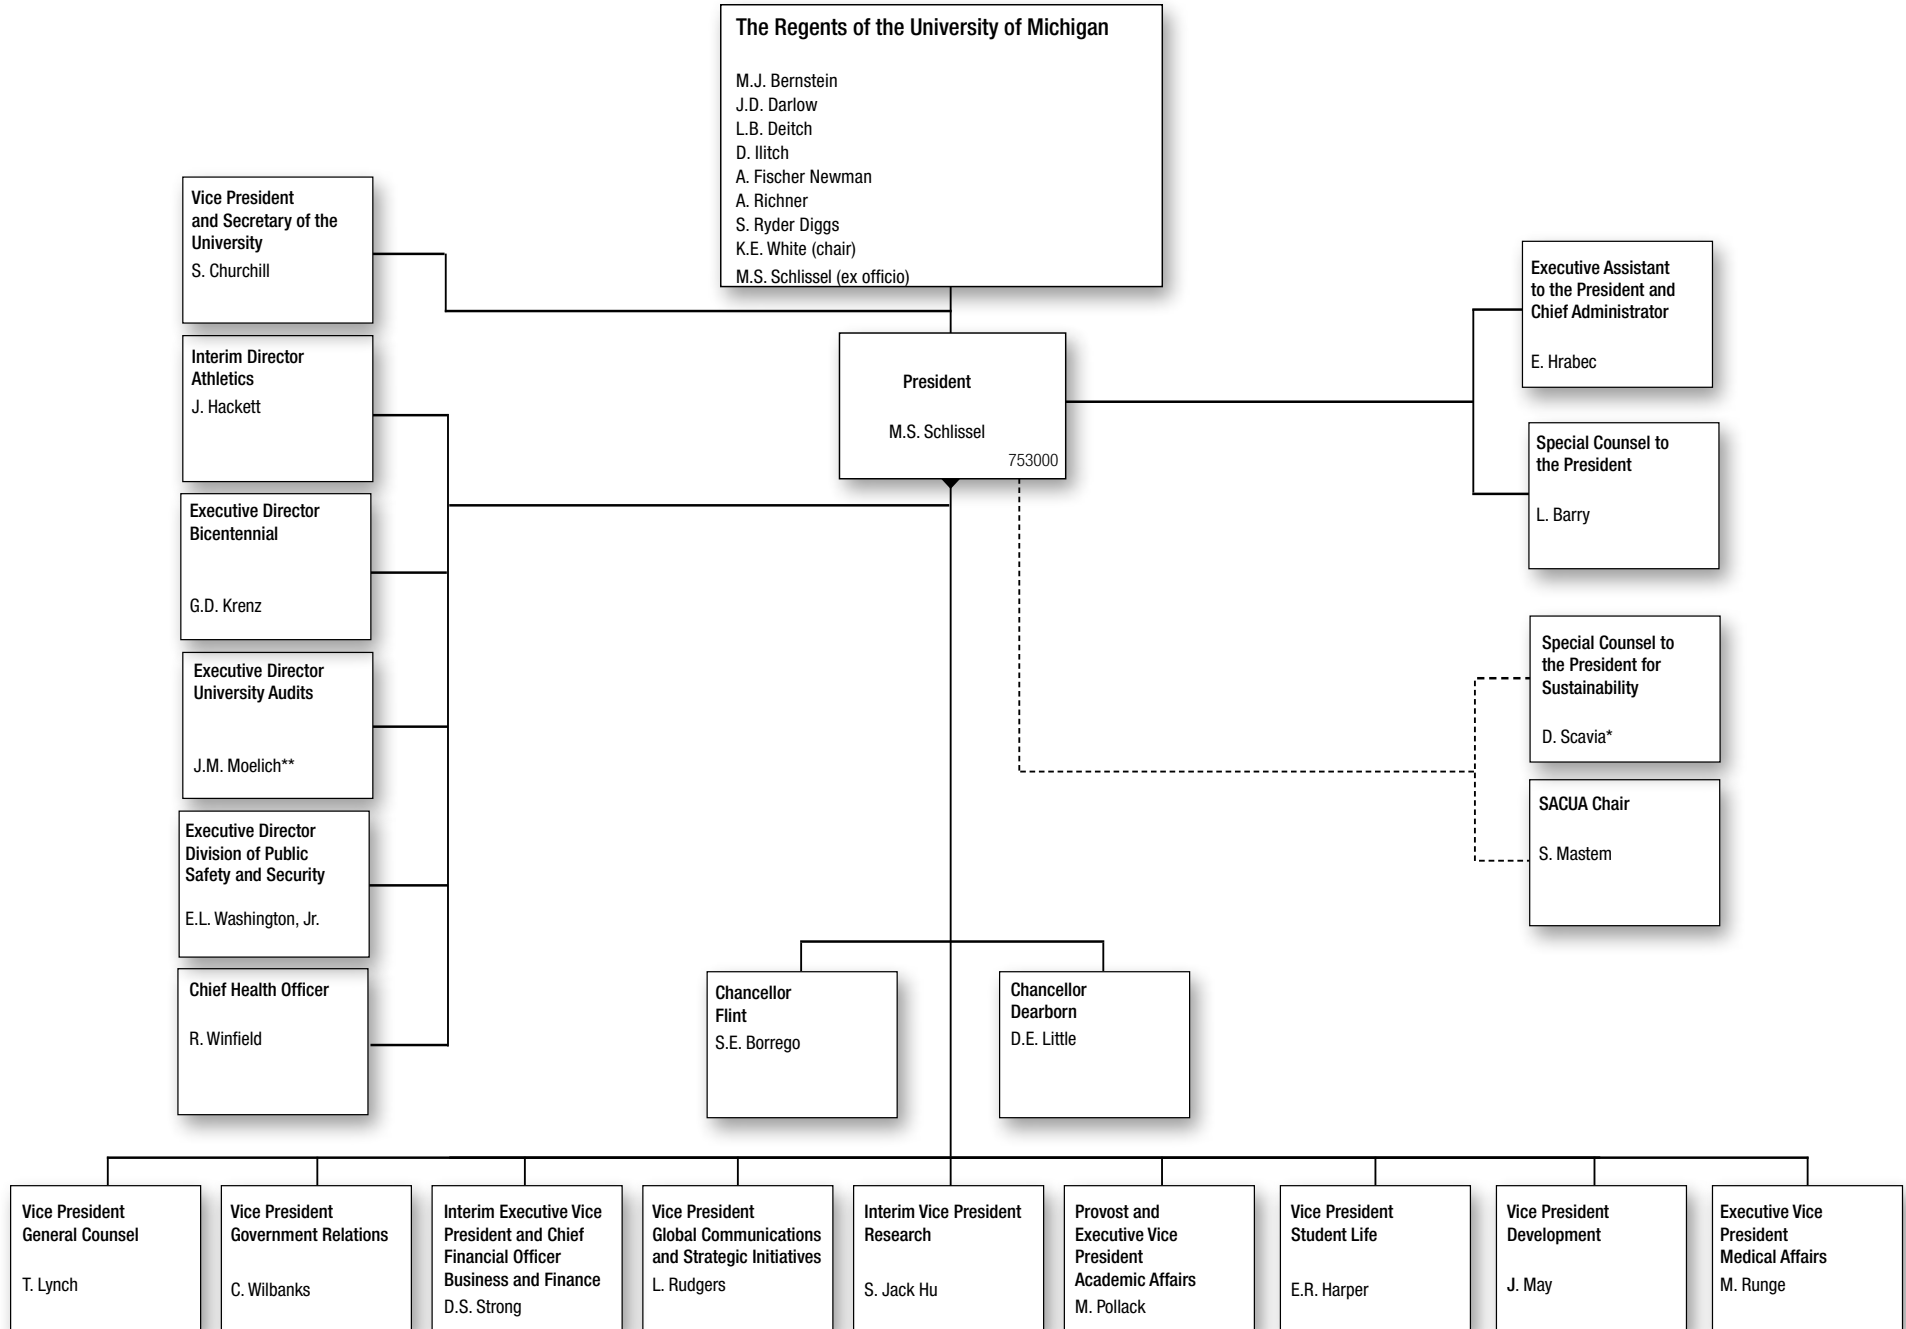 The Regents of the University of Michigan
M.J. Bernstein
J.D. Darlow
L.B. Deitch
D. Ilitch
A. Fischer Newman
A. Richner
S. Ryder Diggs
K.E. White (chair)
M.S. Schlissel (ex officio)
Vice President
and Secretary of the
University
S. Churchill
Interim Director
Athletics
J. Hackett
Executive Director
Bicentennial
G.D. Krenz
Executive Director
University Audits
J.M. Moelich**
Executive Director
Division of Public
Safety and Security
E.L. Washington, Jr.
Chief Health Officer
R. Winfield
President
M.S. Schlissel
753000
Executive Assistant
to the President and
Chief Administrator
E. Hrabec
Special Counsel to
the President
L. Barry
Special Counsel to
the President for
Sustainability
D. Scavia*
SACUA Chair
S. Mastem
Chancellor
Flint
S.E. Borrego
Chancellor
Dearborn
D.E. Little
Vice President
General Counsel
T. Lynch
Vice President
Government Relations
C. Wilbanks
Interim Executive Vice
President and Chief
Financial Officer
Business and Finance
D.S. Strong
Vice President
Global Communications
and Strategic Initiatives
L. Rudgers
Interim Vice President
Research
S. Jack Hu
Provost and
Executive Vice
President
Academic Affairs
M. Pollack
Vice President
Student Life
E.R. Harper
Vice President
Development
J. May
Executive Vice
President
Medical Affairs
M. Runge